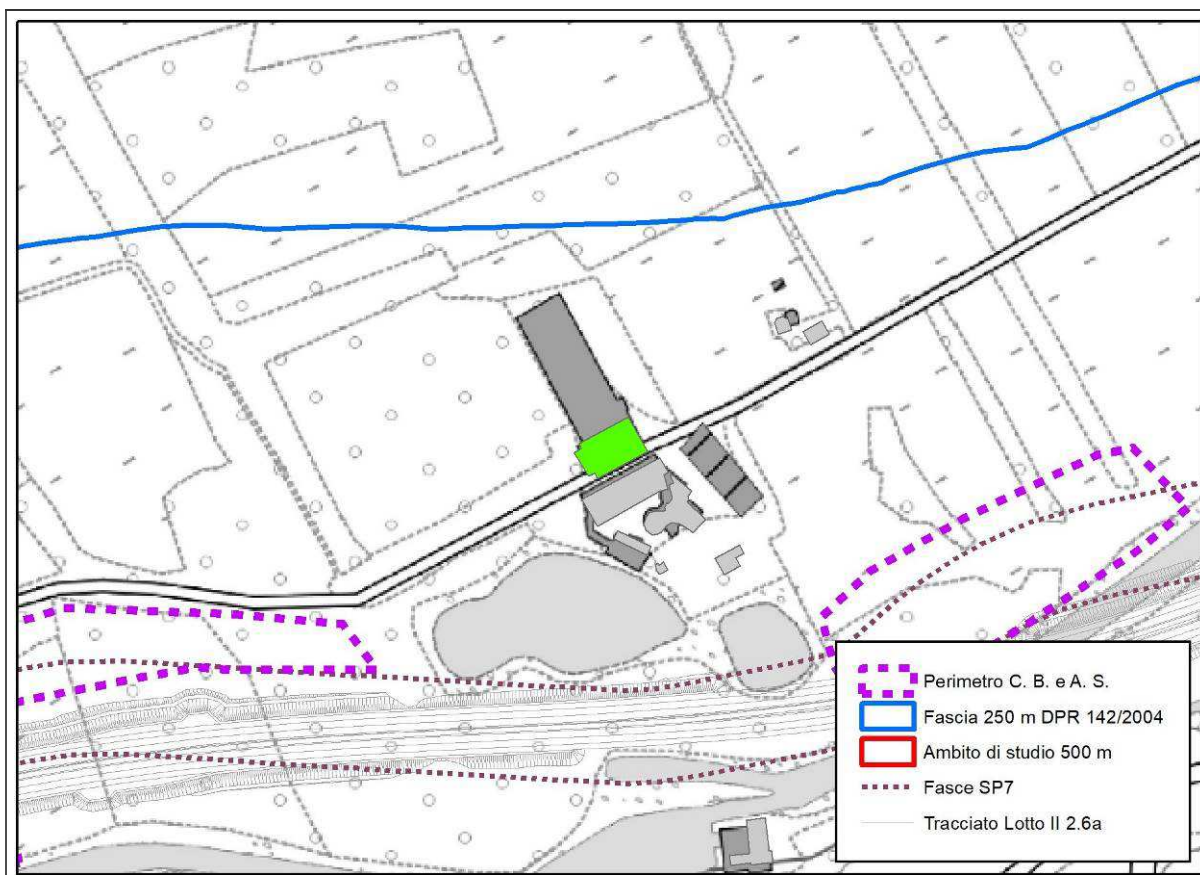 Perimetro C. B. e A. S.
Fascia 250 m DPR 142/2004
Ambito di studio 500 m
Fasce SP7
Tracciato Lotto II 2.6a